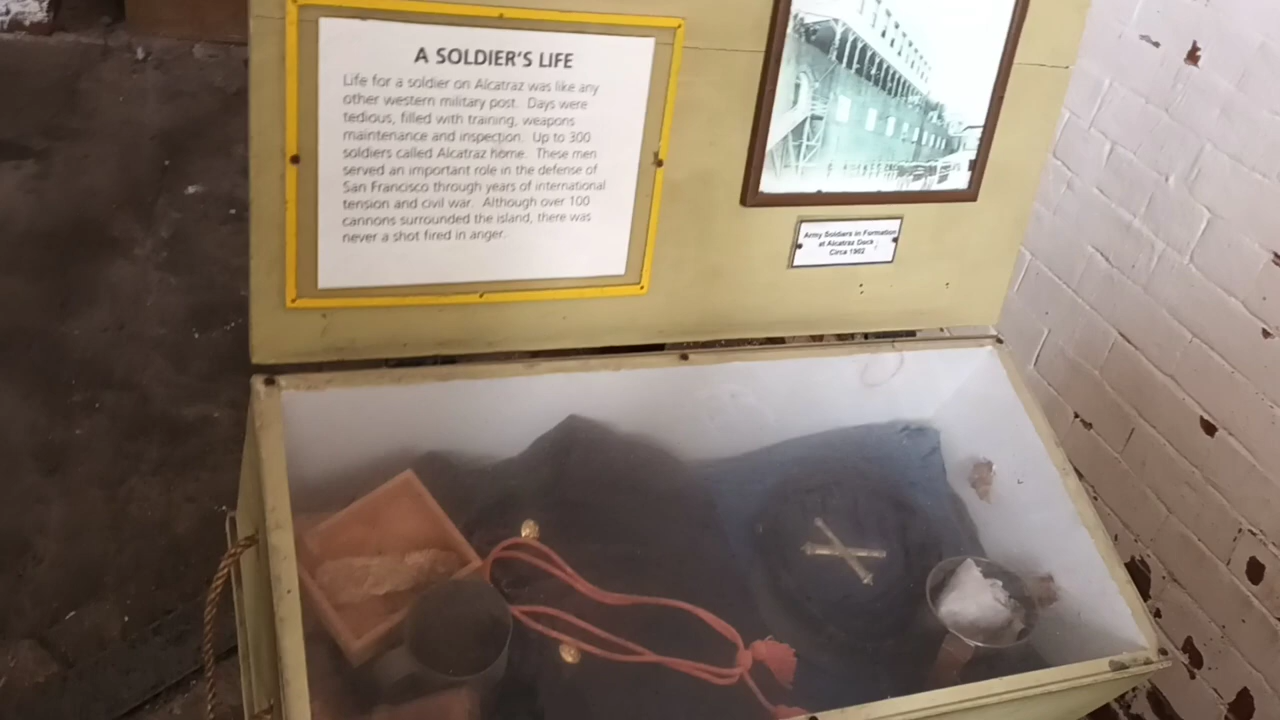 A SOLDIER'S LIFE
Life for a soldier on Alcatraz was like any
other western military post. Days were
tedious, filled with training, weapons
maintenance and inspection. Up to 300
soldiers called Alcatraz home. These men
served an important role in the defense of
San Francisco through years of international
tension and civil war. Although over 100
cannons surrounded the island, there was
never a shot fired in anger.
Army Soldiers in Formation
at Alcatraz Dock
Circa 1902